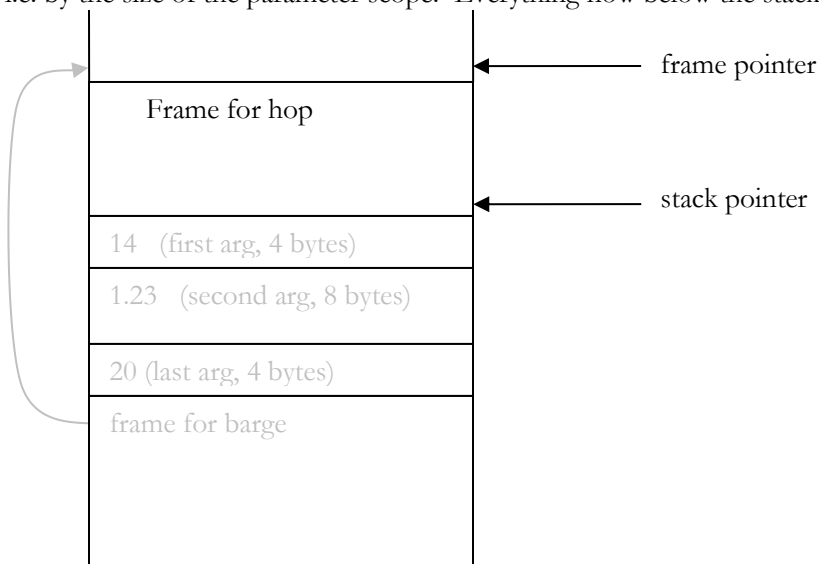 i.e. by the size of the parameter scope. Everything now below the stack
frame pointer
Frame for hop
stack pointer
14 (first arg, 4 bytes)
1.23 (second arg, 8 bytes)
20 (last arg, 4 bytes)
frame for barge